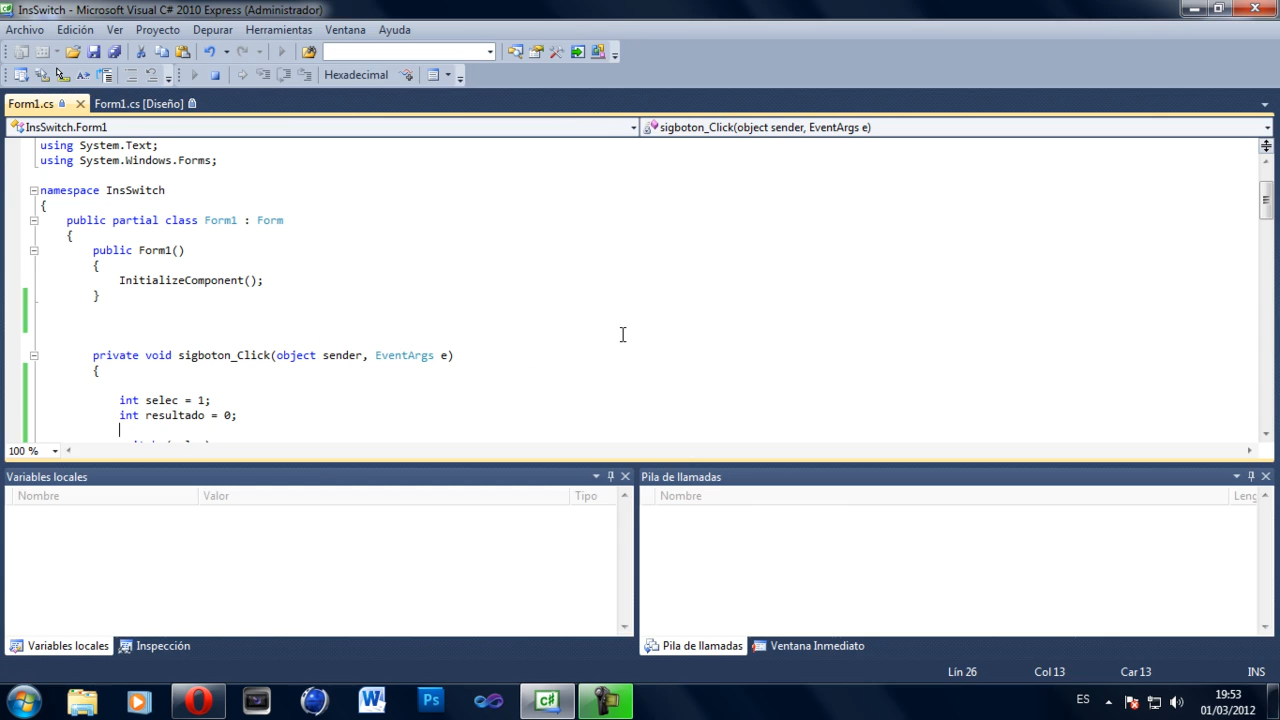 InsSwitch - Microsoft Visual C# 2010 Express (Administrador)
Archivo Edición Ver Proyecto Depurar Herramientas Ventana Ayuda
Hexadecimal
Form1.cs Form1.cs [Diseño]
InsSwitch.Form1 sigboton_Click(object sender, EventArgs e)
using System.Text;
using System.Windows.Forms;
namespace InsSwitch
{
public partial class Form1 : Form
{
public Form1()
{
InitializeComponent();
}
private void sigboton_Click(object sender, EventArgs e)
{
int selec = 1;
int resultado = 0;
100 %
Variables locales Pila de llamadas
Nombre Valor Tipo Nombre
Variables locales Inspección Pila de llamadas Ventana Inmediato
Lín 26 Col 13 Car 13 INS
W Ps C# ES 19:53
01/03/2012